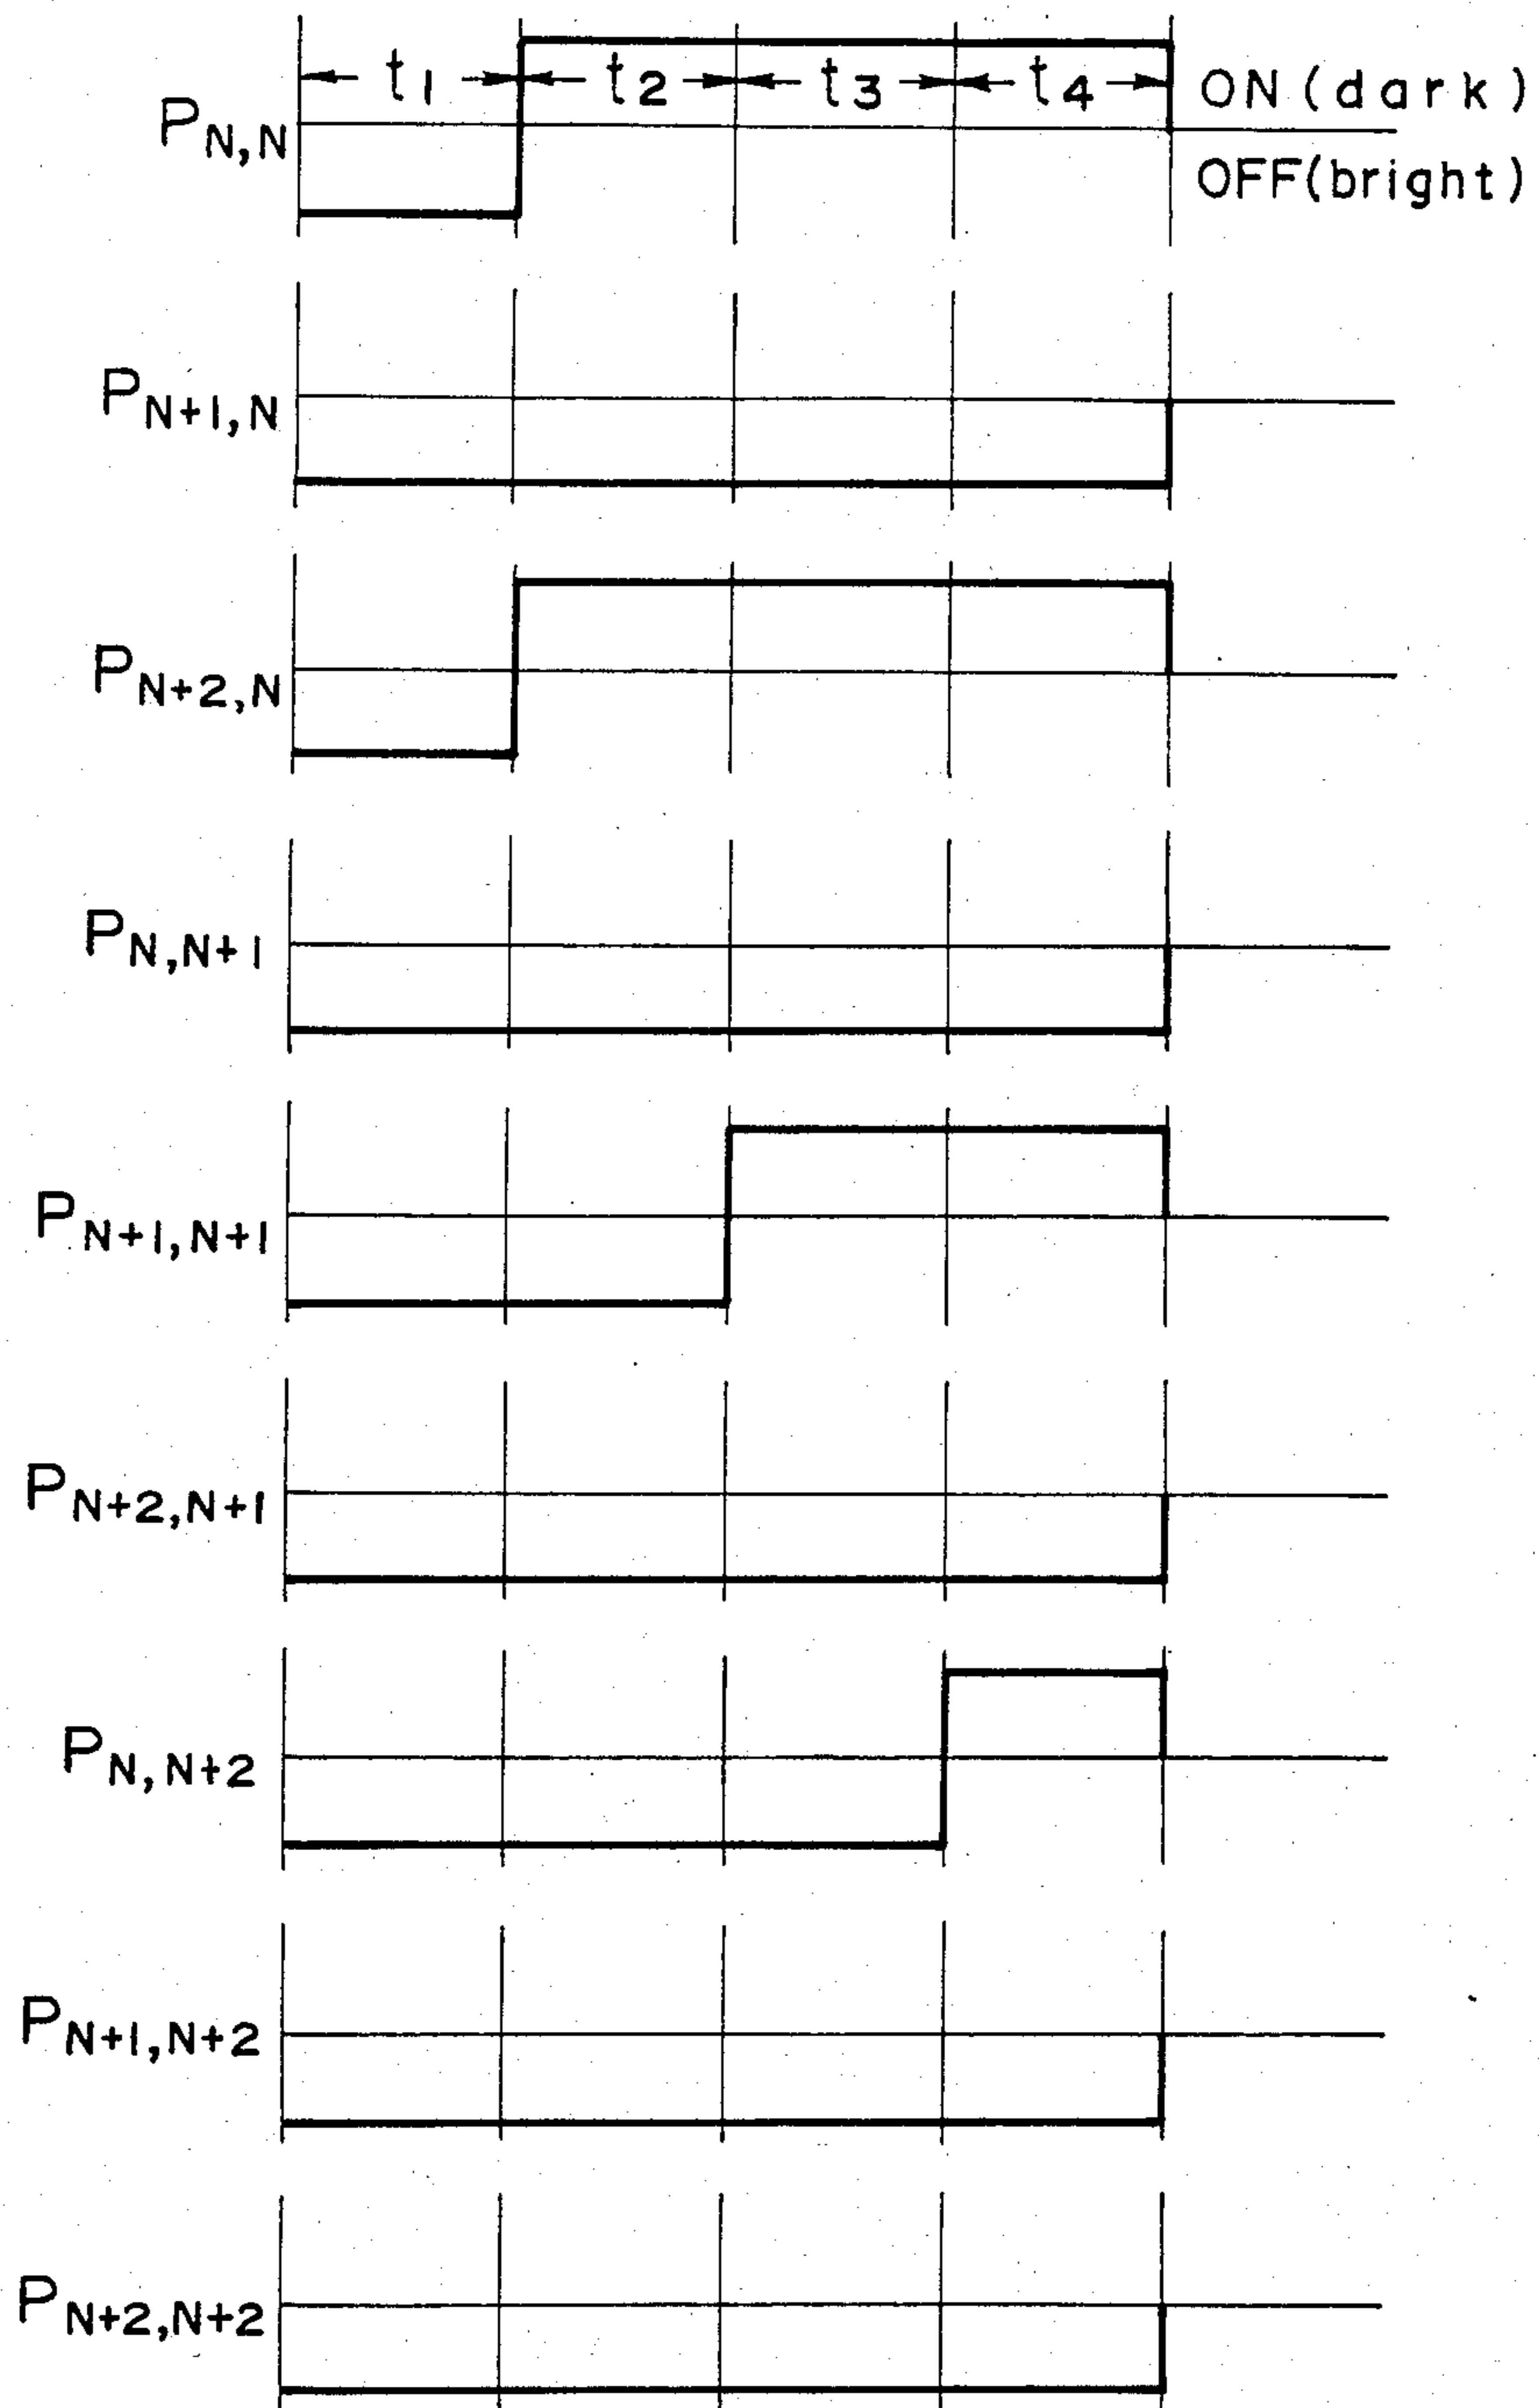 t1 t2 t3 t4 ON (dark)
PN,N
OFF(bright)
PN+1,N
PN+2,N
PN,N+1
PN+1,N+1
PN+2,N+1
PN,N+2
PN+1,N+2
PN+2,N+2